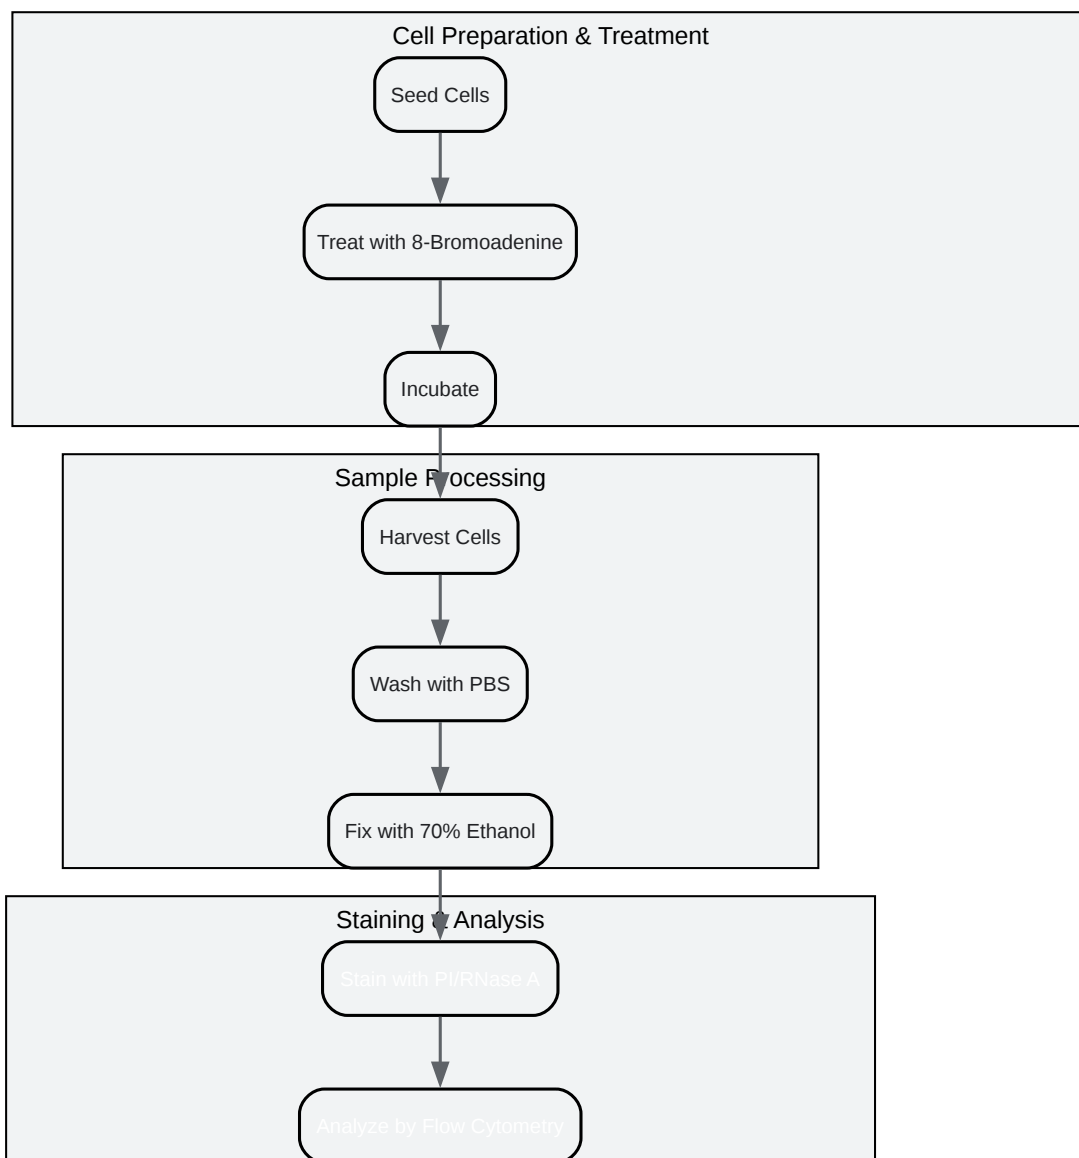 Cell Preparation & Treatment
Seed Cells
Treat with 8-Bromoadenine
Incubate
Sample Processing
Harvest Cells
Wash with PBS
Fix with 70% Ethanol
Staining & Analysis
Stain with PI/RNase A
Analyze by Flow Cytometry